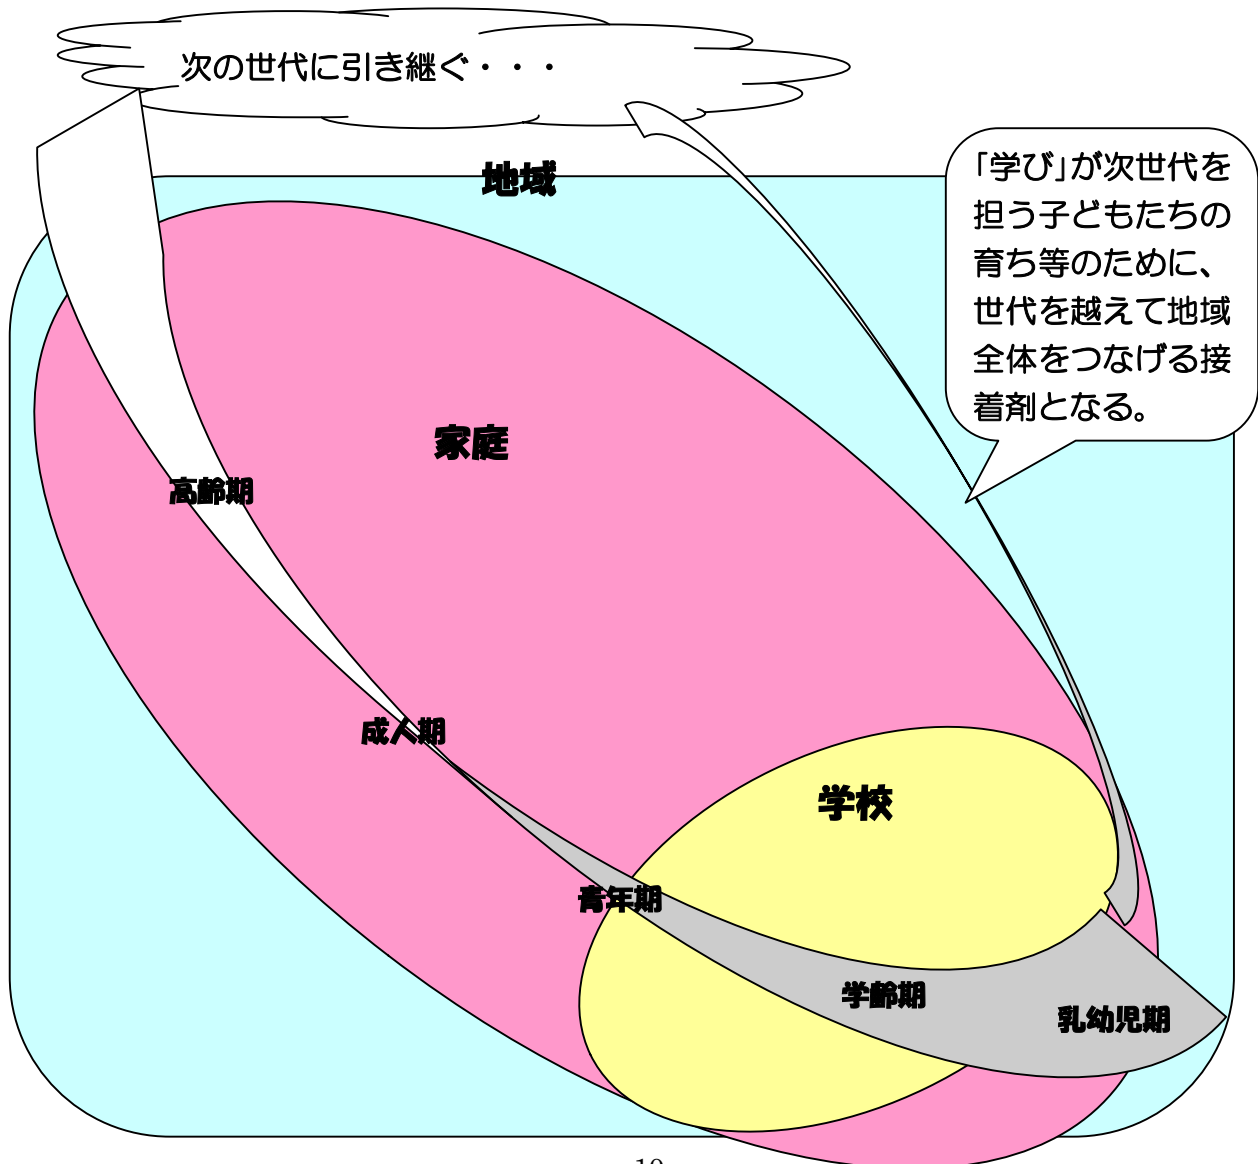 次の世代に引き継ぐ・・・
地域
「学び」が次世代を
担う子どもたちの
育ち等のために、
世代を越えて地域
全体をつなげる接
着剤となる。
家庭
高齢期
成人期
学校
青年期
学齢期
乳幼児期